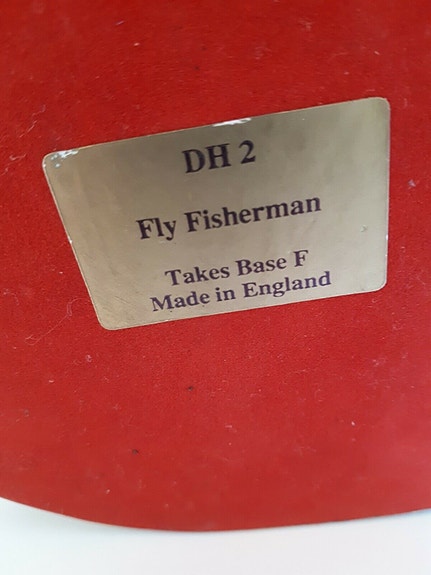 DH 2
Fly Fisherman
Takes Base F
Made in England